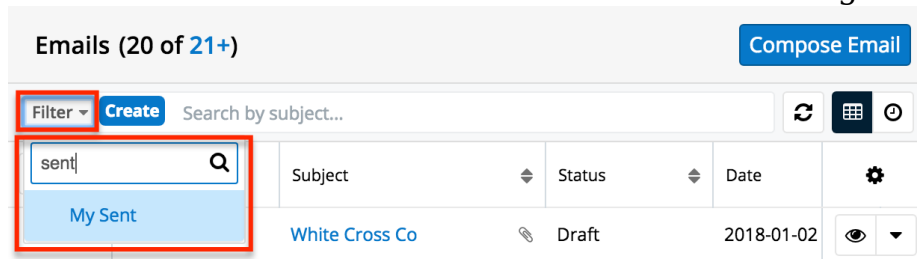 Emails (20 of 21+)
Compose Email
Filter Create Search by subject...
sent
Subject Status Date
My Sent
White Cross Co Draft 2018-01-02